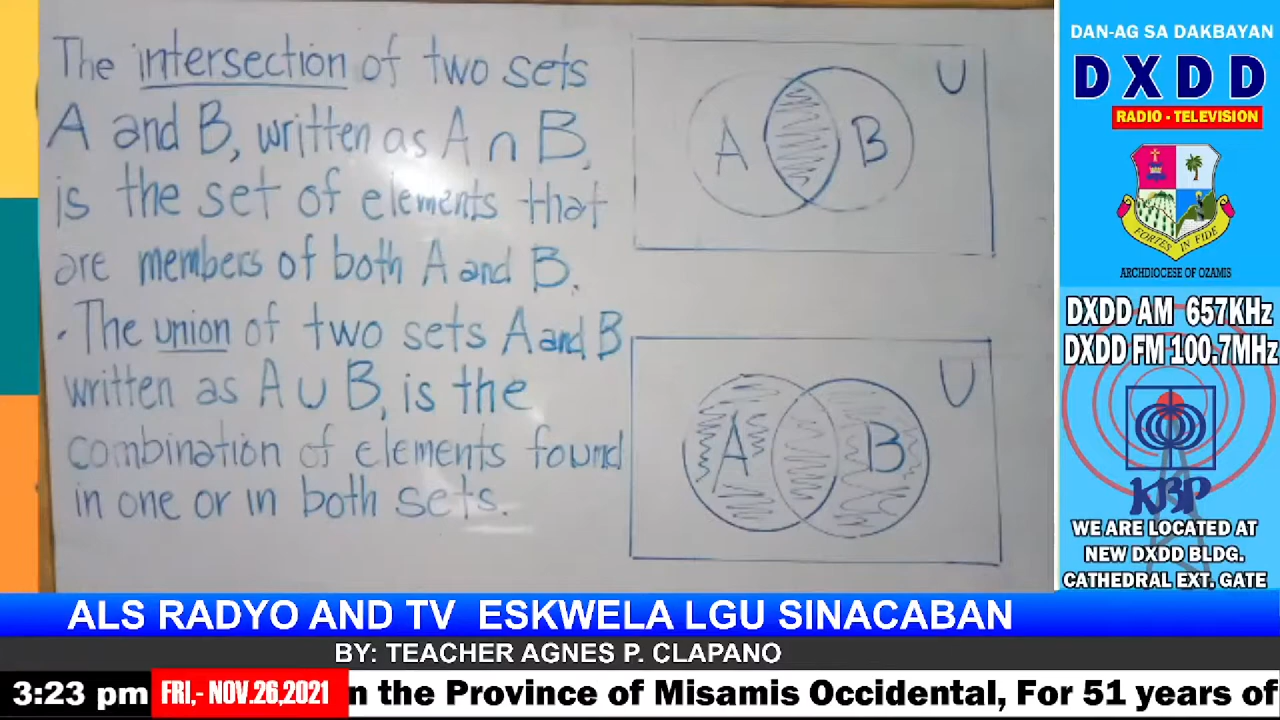 The intersection of two sets
A and B, written as A ∩ B,
is the set of elements that
are members of both A and B.
· The union of two sets A and B
written as A ∪ B, is the
combination of elements found
in one or in both sets.
A B U
A B U
DAN-AG SA DAKBAYAN
DXDD
RADIO - TELEVISION
FORTES IN FIDE
ARCHDIOCESE OF OZAMIS
DXDD AM 657KHz
DXDD FM 100.7MHz
KBP
WE ARE LOCATED AT
NEW DXDD BLDG.
CATHEDRAL EXT. GATE
ALS RADYO AND TV ESKWELA LGU SINACABAN
BY: TEACHER AGNES P. CLAPANO
3:23 pm FRI,- NOV.26,2021 n the Province of Misamis Occidental, For 51 years of